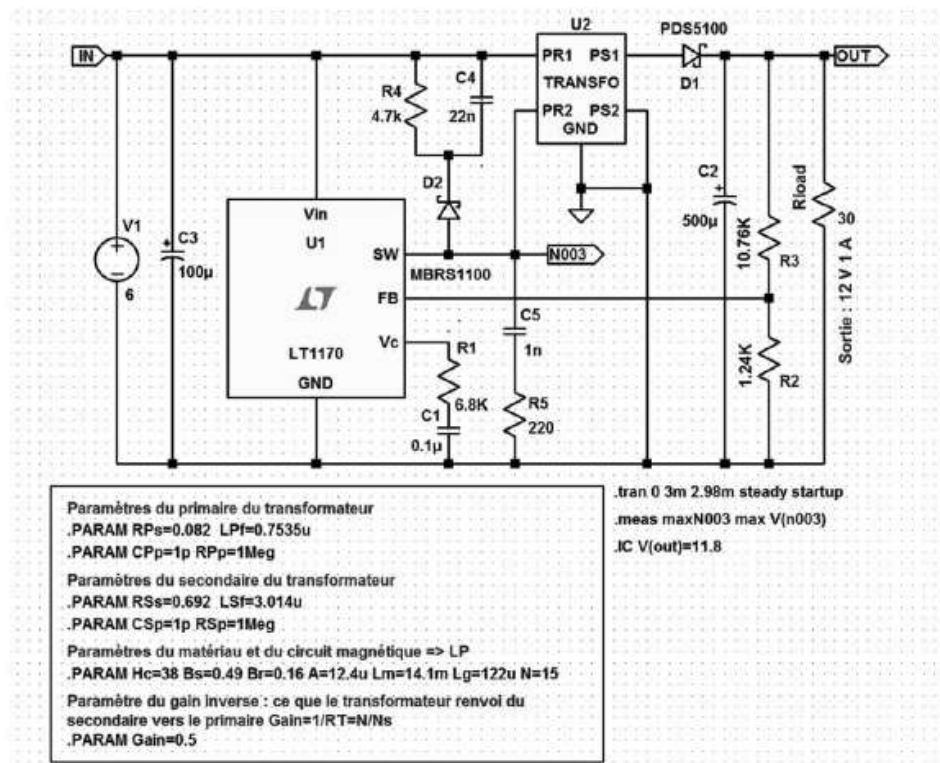 U2
PDS5100
IN
PR1 PS1
OUT
C4
R4
TRANSFO
D1
4.7k
22n
PR2 PS2
GND
D2
C2
Rload
Vin
500µ
10.76K
30
V1
U1
R3
C3
SW
N003
100µ
MBRS1100
6
FB
C5
Sortie : 12 V 1 A
Vc
1n
LT1170
R1
1.24K
R2
GND
6.8K
R5
C1
220
0.1µ
Paramètres du primaire du transformateur
.PARAM RPs=0.082 LPf=0.7535u
.PARAM CPp=1p RPp=1Meg
Paramètres du secondaire du transformateur
.PARAM RSs=0.692 LSf=3.014u
.PARAM CSp=1p RSp=1Meg
Paramètres du matériau et du circuit magnétique => LP
.PARAM Hc=38 Bs=0.49 Br=0.16 A=12.4u Lm=14.1m Lg=122u N=15
Paramètre du gain inverse : ce que le transformateur renvoi du
secondaire vers le primaire Gain=1/RT=N/Ns
.PARAM Gain=0.5
.tran 0 3m 2.98m steady startup
.meas maxN003 max V(n003)
.IC V(out)=11.8